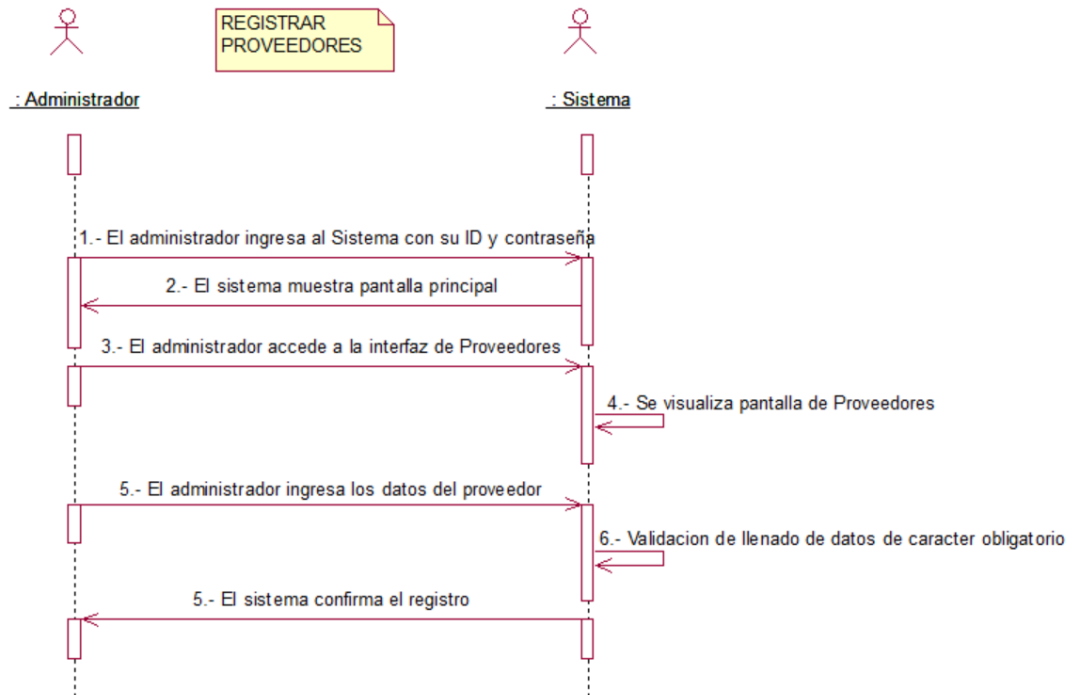 REGISTRAR
PROVEEDORES
: Administrador
: Sistema
1.- El administrador ingresa al Sistema con su ID y contraseña
2.- El sistema muestra pantalla principal
3.- El administrador accede a la interfaz de Proveedores
4.- Se visualiza pantalla de Proveedores
5.- El administrador ingresa los datos del proveedor
6.- Validacion de llenado de datos de caracter obligatorio
5.- El sistema confirma el registro